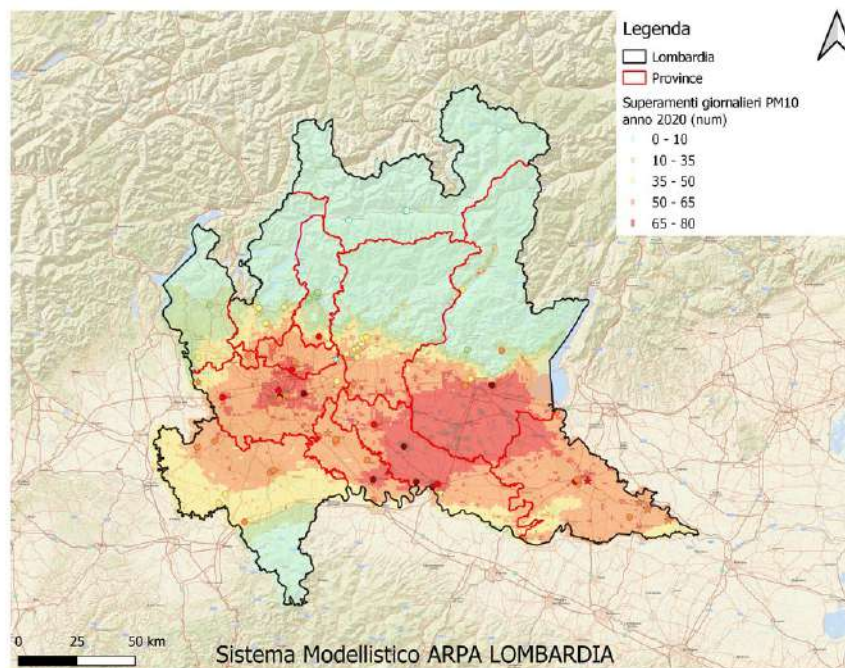 Legenda
Lombardia
Province
Superamenti giornalieri PM10
anno 2020 (num)
0 - 10
10 - 35
35 - 50
50 - 65
65 - 80
0 25 50 km
Sistema Modellistico ARPA LOMBARDIA